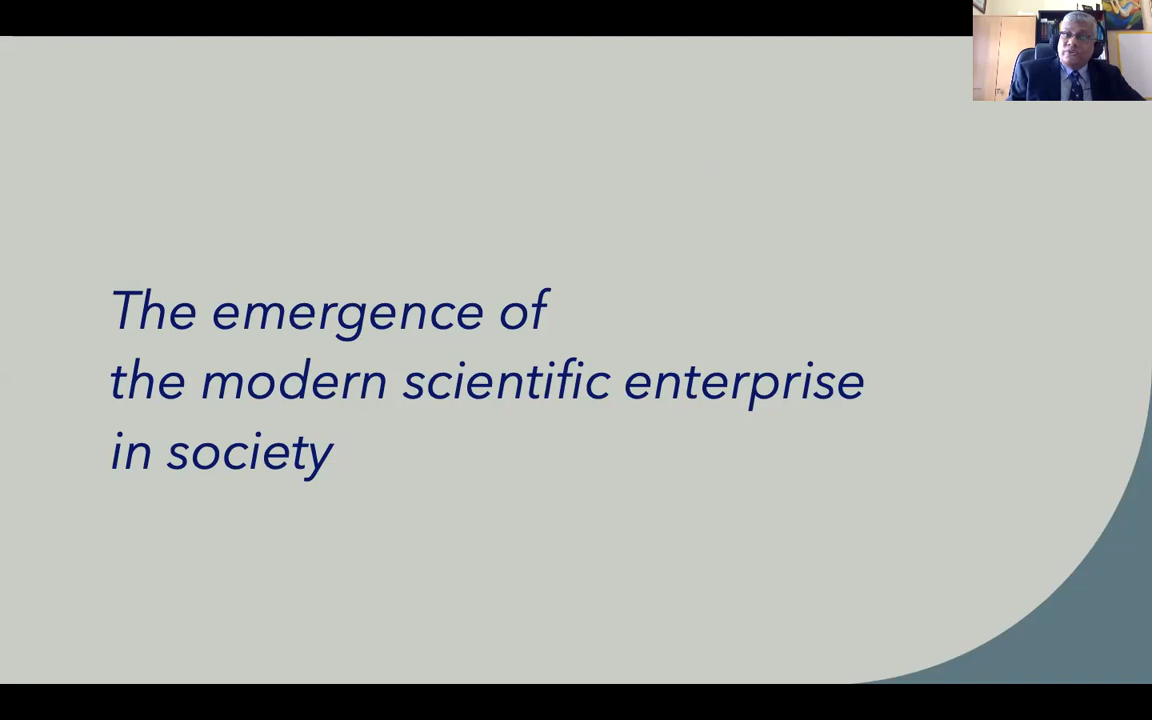 The emergence of
the modern scientific enterprise
in society